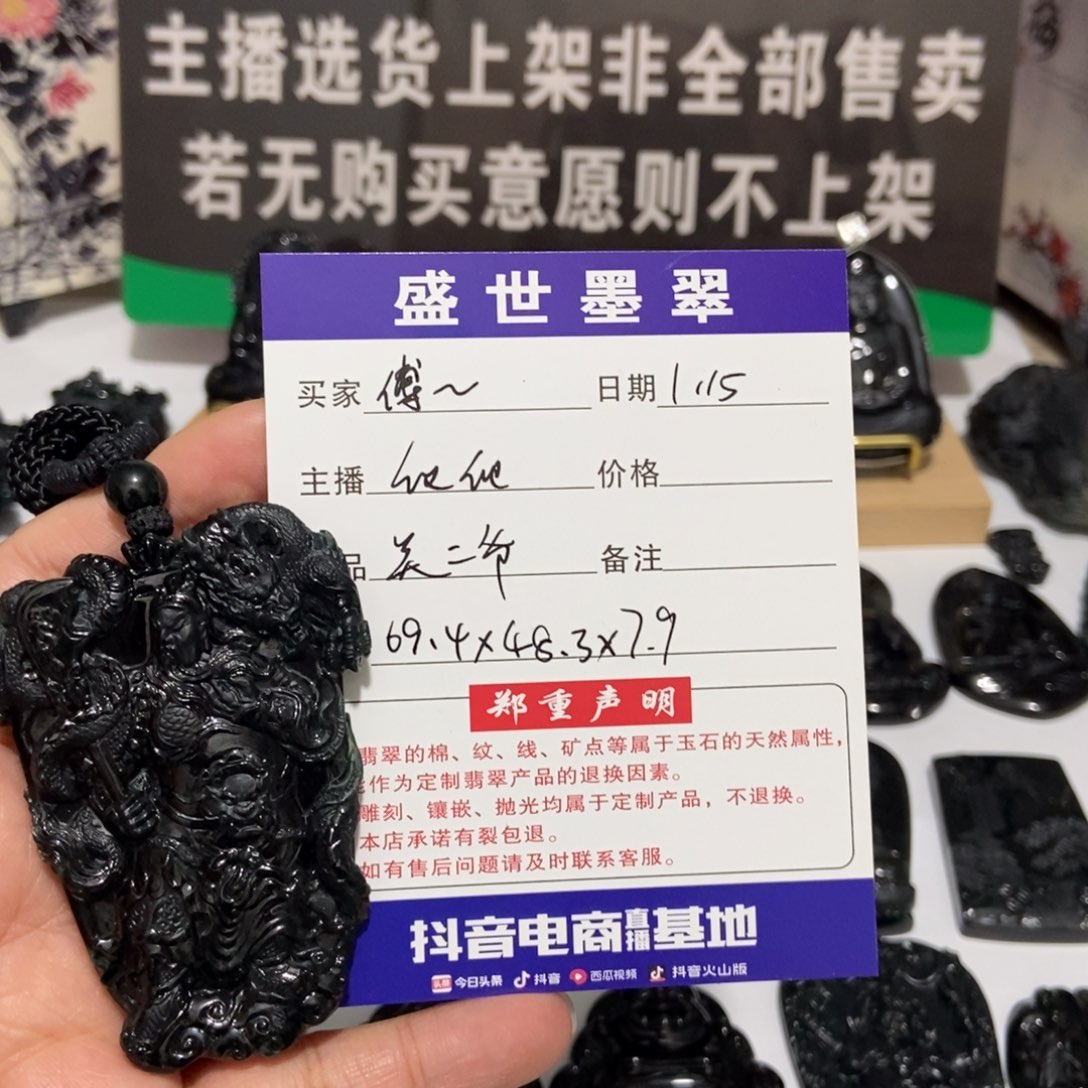 主播选货上架非全部售卖
若无购买意愿则不上架
盛世墨翠
买家 傅~ 日期 1.15
主播 价格
品 关二爷 备注
69.4×48.3×7.9
郑重声明
翡翠的棉、纹、线、矿点等属于玉石的天然属性，
作为定制翡翠产品的退换因素。
雕刻、镶嵌、抛光均属于定制产品，不退换。
本店承诺有裂包退。
如有售后问题请及时联系客服。
抖音电商直播基地
头条 今日头条 抖音 西瓜视频 抖音火山版